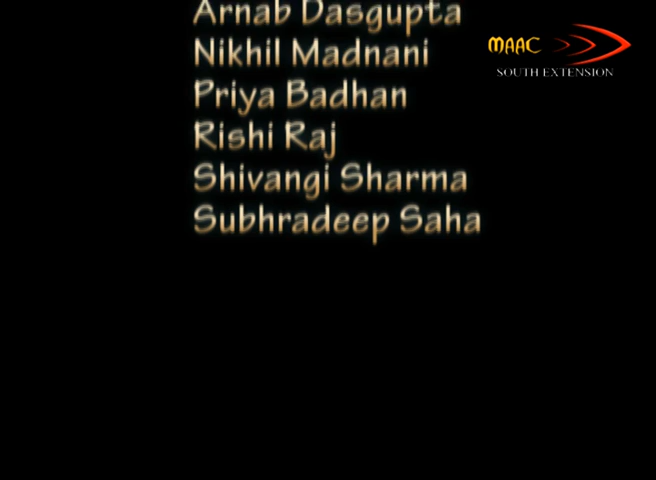 Arnab Dasgupta
Nikhil Madnani
Priya Badhan
Rishi Raj
Shivangi Sharma
Subhradeep Saha
MAAC
SOUTH EXTENSION